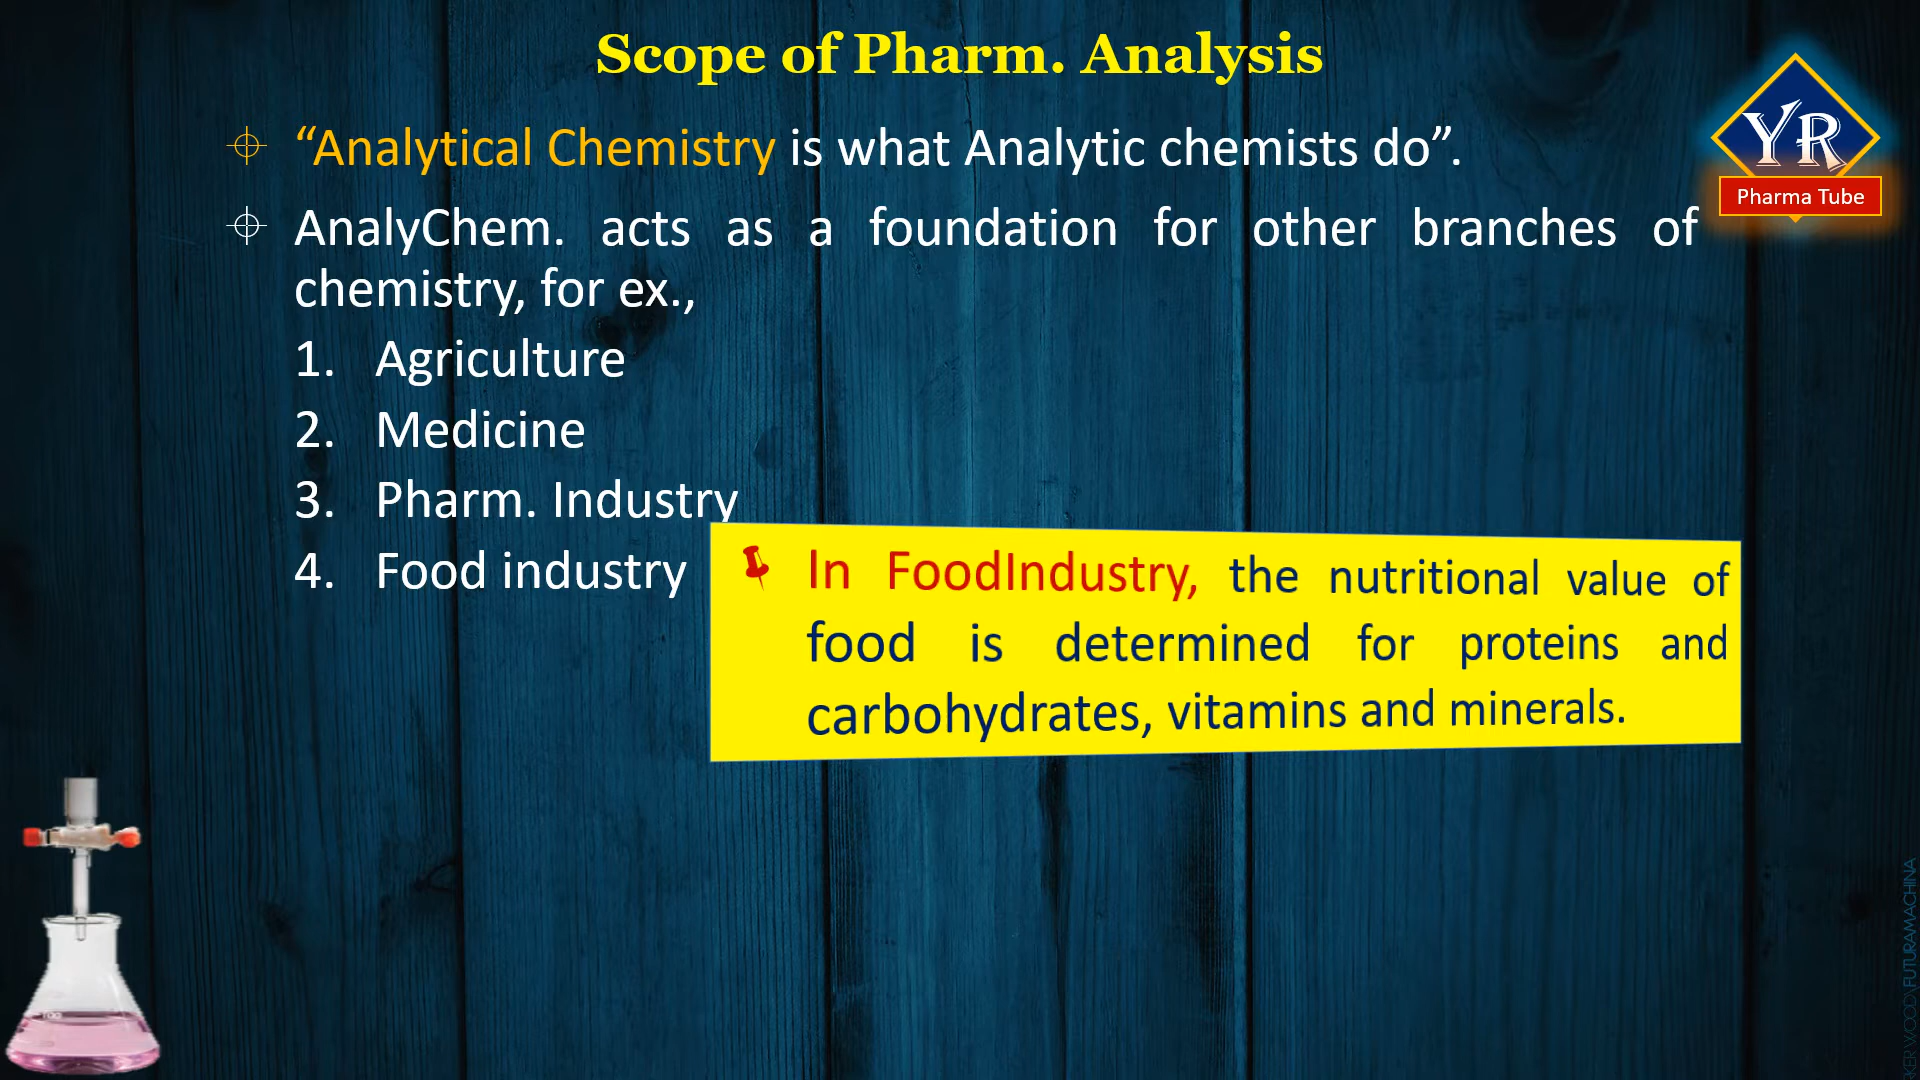 Scope of Pharm. Analysis
YR
Pharma Tube
“Analytical Chemistry is what Analytic chemists do”.
AnalyChem. acts as a foundation for other branches of
chemistry, for ex.,
1. Agriculture
2. Medicine
3. Pharm. Industry
4. Food industry
In FoodIndustry, the nutritional value of
food is determined for proteins and
carbohydrates, vitamins and minerals.
FUTURAMACHINA